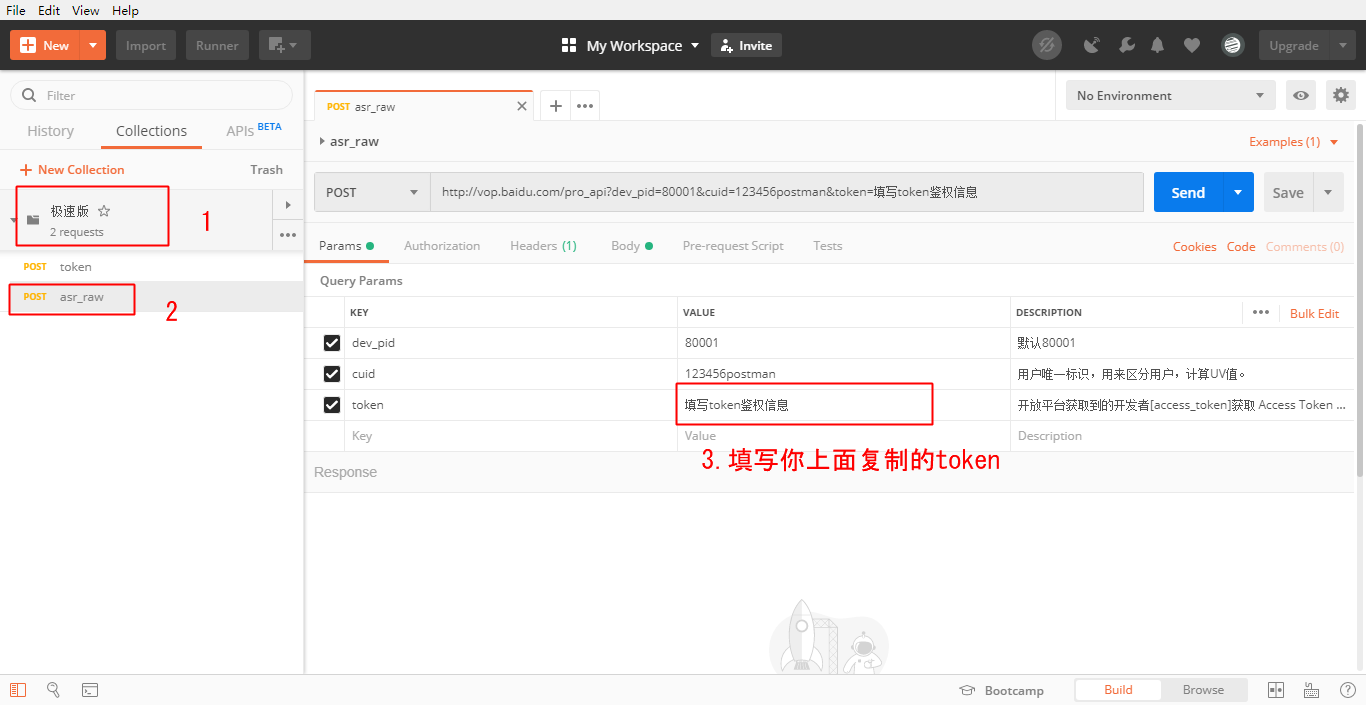 File Edit View Help
New Import Runner My Workspace Invite Upgrade
Filter
History Collections APIs BETA
New Collection Trash
极速版
2 requests
1
POST token
POST asr_raw
2
POST asr_raw
No Environment
asr_raw
Examples (1)
POST http://vop.baidu.com/pro_api?dev_pid=80001&cuid=123456postman&token=填写token鉴权信息 Send Save
Params Authorization Headers (1) Body Pre-request Script Tests Cookies Code Comments (0)
Query Params
KEY VALUE DESCRIPTION Bulk Edit
dev_pid 80001 默认80001
cuid 123456postman 用户唯一标识，用来区分用户，计算UV值。
token 填写token鉴权信息 开放平台获取到的开发者[access_token]获取 Access Token ...
Key Value Description
3.填写你上面复制的token
Response
Bootcamp Build Browse